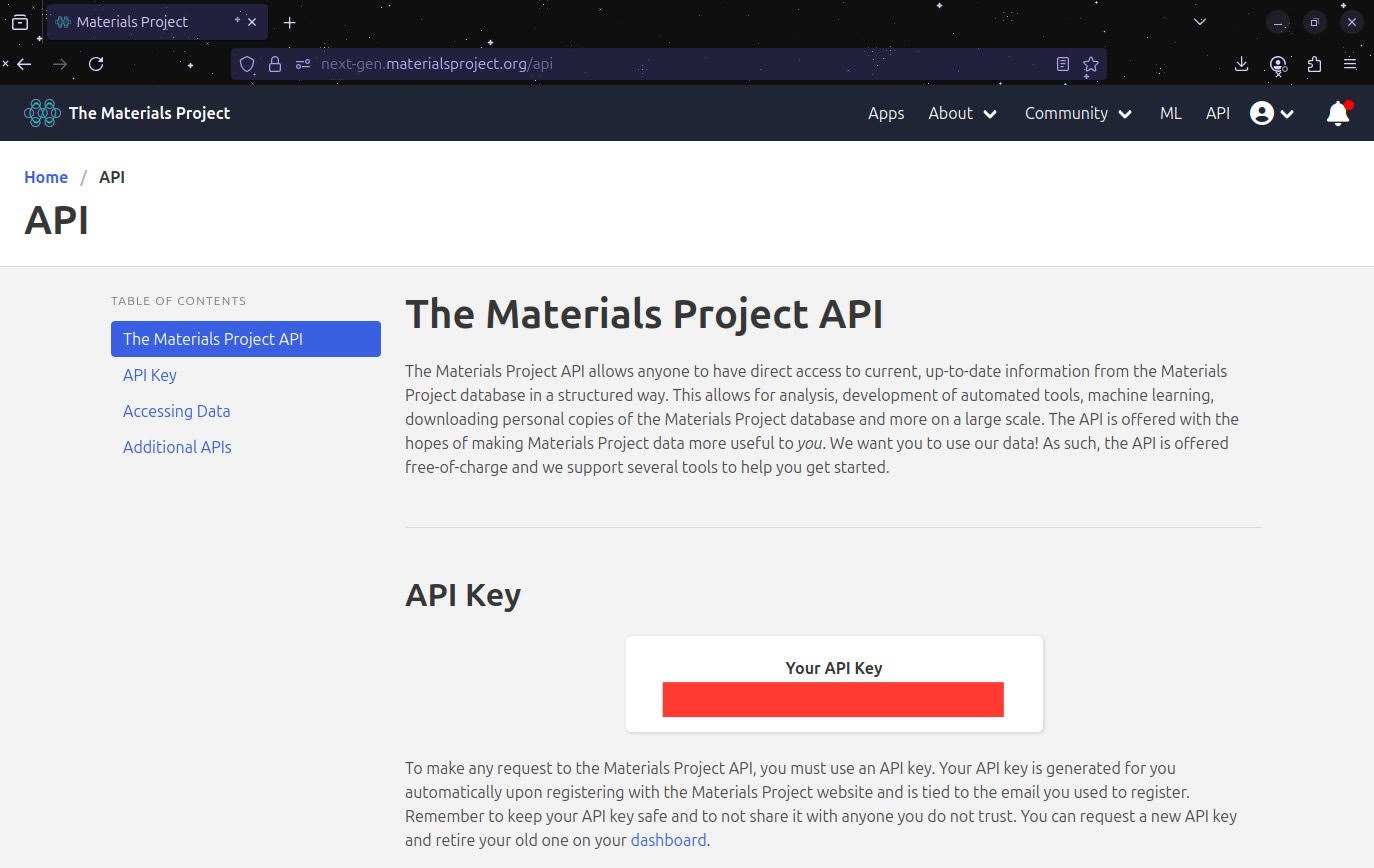 Materials Project
next-gen.materialsproject.org/api
The Materials Project
Apps
About
Community
ML
API
Home / API
API
TABLE OF CONTENTS
The Materials Project API
API Key
Accessing Data
Additional APIs
The Materials Project API
The Materials Project API allows anyone to have direct access to current, up-to-date information from the Materials
Project database in a structured way. This allows for analysis, development of automated tools, machine learning,
downloading personal copies of the Materials Project database and more on a large scale. The API is offered with the
hopes of making Materials Project data more useful to you. We want you to use our data! As such, the API is offered
free-of-charge and we support several tools to help you get started.
API Key
Your API Key
To make any request to the Materials Project API, you must use an API key. Your API key is generated for you
automatically upon registering with the Materials Project website and is tied to the email you used to register.
Remember to keep your API key safe and to not share it with anyone you do not trust. You can request a new API key
and retire your old one on your dashboard.